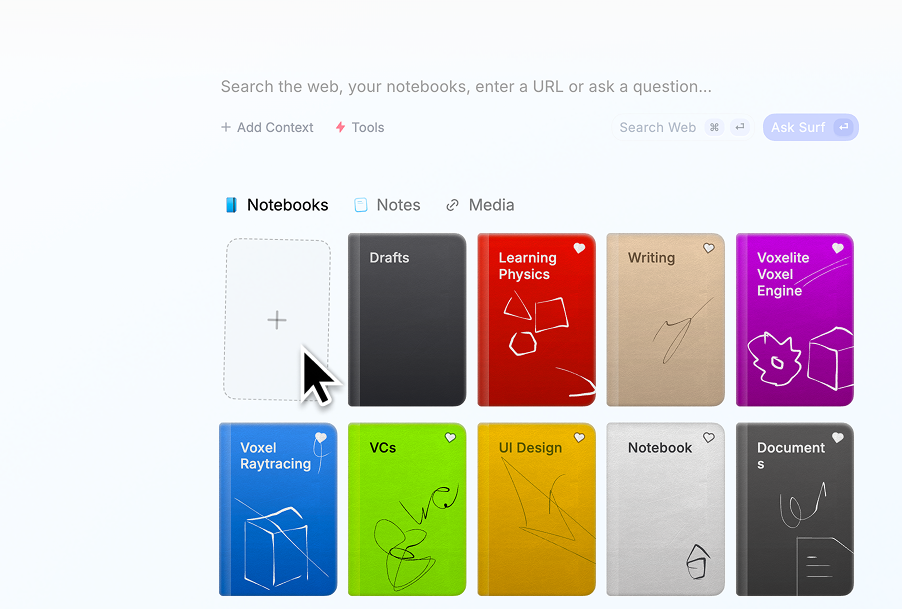 Search the web, your notebooks, enter a URL or ask a question...
+ Add Context Tools Search Web ⌘ ⏎ Ask Surf ⏎
Notebooks Notes Media
+
Drafts
Learning
Physics
Writing
Voxelite
Voxel
Engine
Voxel
Raytracing
VCs
UI Design
Notebook
Document
s